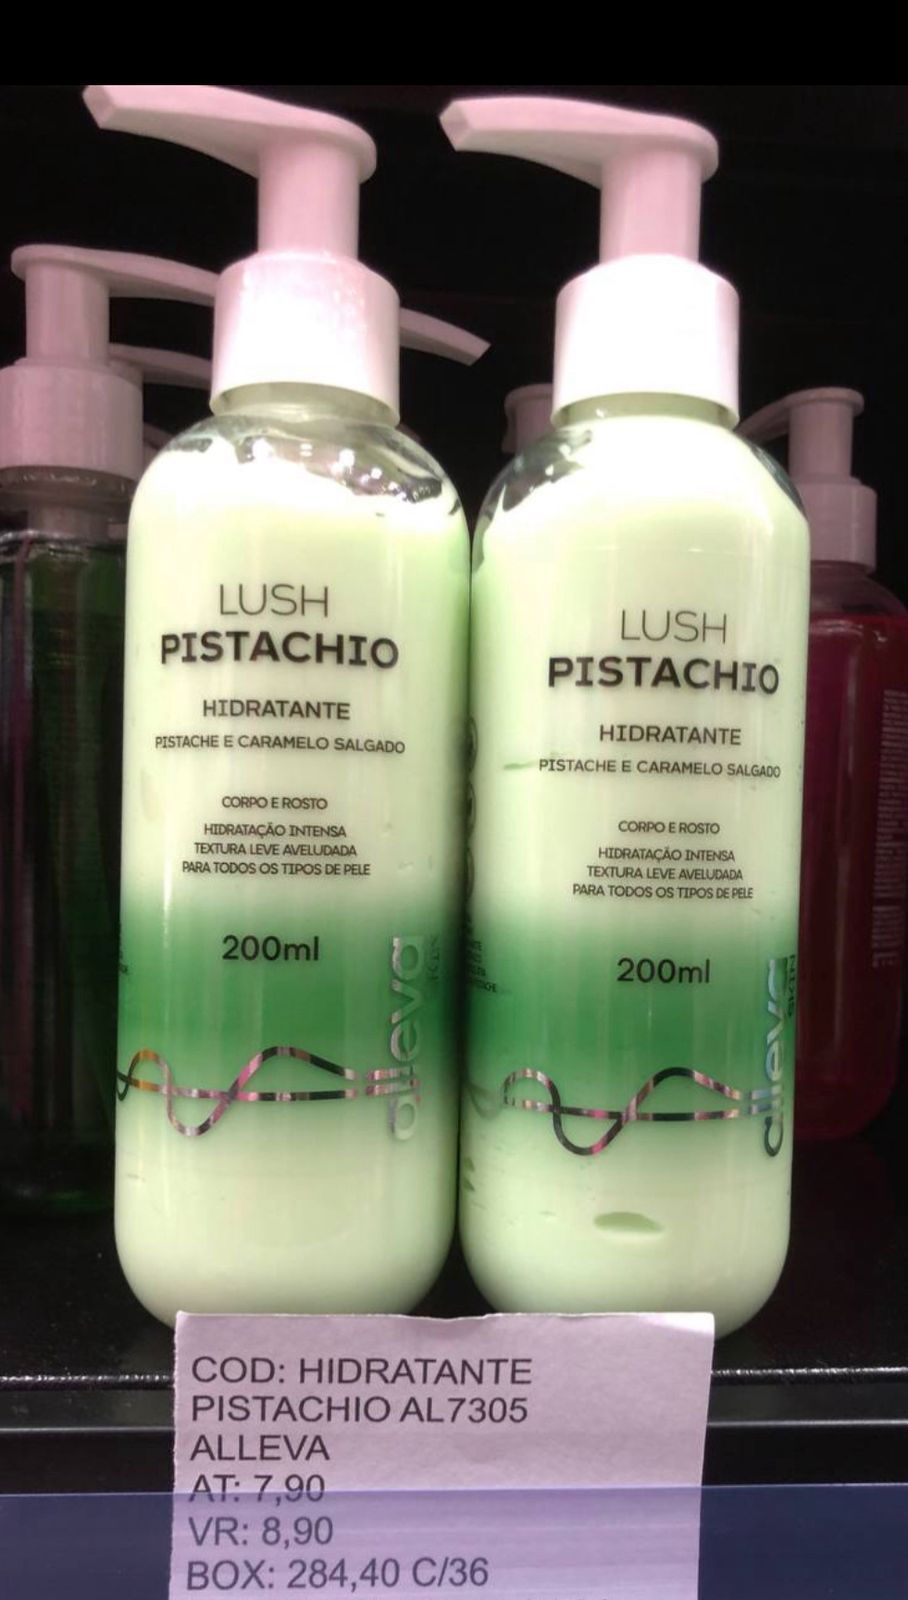 LUSH
PISTACHIO
HIDRATANTE
PISTACHE E CARAMELO SALGADO
CORPO E ROSTO
HIDRATAÇÃO INTENSA
TEXTURA LEVE AVELUDADA
PARA TODOS OS TIPOS DE PELE
200ml
alleva
SKIN
LUSH
PISTACHIO
HIDRATANTE
PISTACHE E CARAMELO SALGADO
CORPO E ROSTO
HIDRATAÇÃO INTENSA
TEXTURA LEVE AVELUDADA
PARA TODOS OS TIPOS DE PELE
200ml
alleva
SKIN
COD: HIDRATANTE
PISTACHIO AL7305
ALLEVA
AT: 7,90
VR: 8,90
BOX: 284,40 C/36